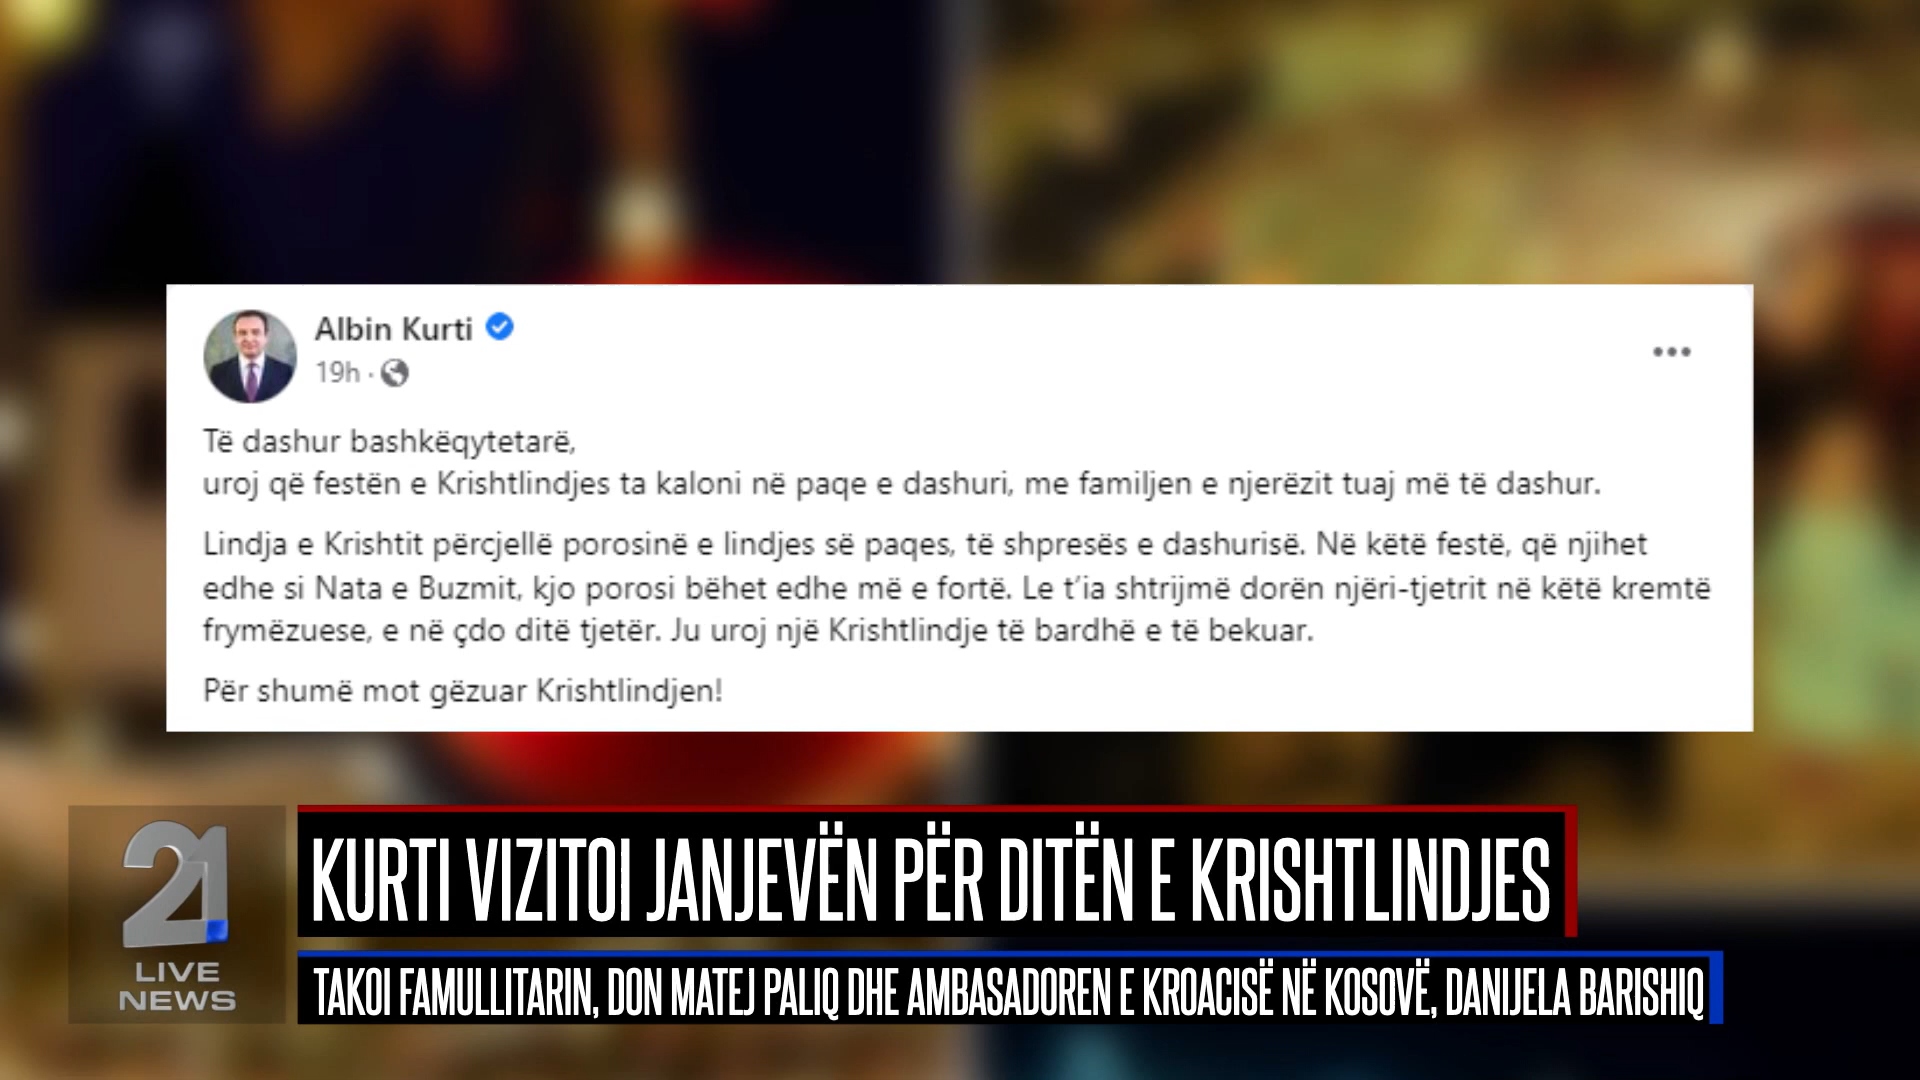 Albin Kurti
19h ·
Të dashur bashkëqytetarë,
uroj që festën e Krishtlindjes ta kaloni në paqe e dashuri, me familjen e njerëzit tuaj më të dashur.
Lindja e Krishtit përcjellë porosinë e lindjes së paqes, të shpresës e dashurisë. Në këtë festë, që njihet
edhe si Nata e Buzmit, kjo porosi bëhet edhe më e fortë. Le t’ia shtrijmë dorën njëri-tjetrit në këtë kremtë
frymëzuese, e në çdo ditë tjetër. Ju uroj një Krishtlindje të bardhë e të bekuar.
Për shumë mot gëzuar Krishtlindjen!
21
LIVE
NEWS
KURTI VIZITOI JANJEVËN PËR DITËN E KRISHTLINDJES
TAKOI FAMULLITARIN, DON MATEJ PALIQ DHE AMBASADOREN E KROACISË NË KOSOVË, DANIJELA BARISHIQ